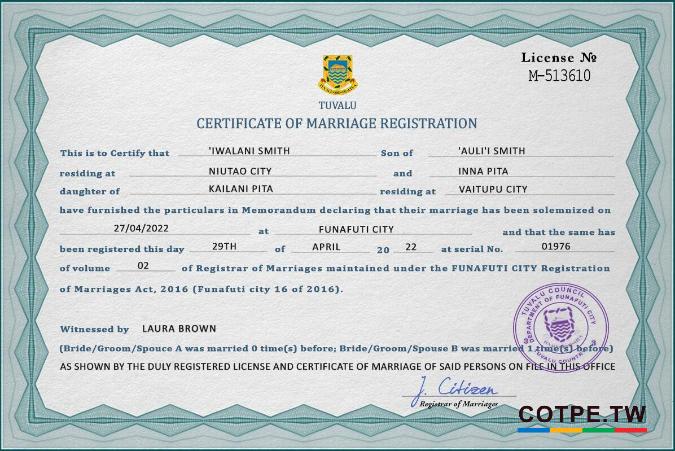 License №
M-513610
TUVALU
CERTIFICATE OF MARRIAGE REGISTRATION
This is to Certify that 'IWALANI SMITH Son of 'AULI'I SMITH
residing at NIUTAO CITY and INNA PITA
daughter of KAILANI PITA residing at VAITUPU CITY
have furnished the particulars in Memorandum declaring that their marriage has been solemnized on
27/04/2022 at FUNAFUTI CITY and that the same has
been registered this day 29TH of APRIL 20 22 at serial No. 01976
of volume 02 of Registrar of Marriages maintained under the FUNAFUTI CITY Registration
of Marriages Act, 2016 (Funafuti city 16 of 2016).
TUVALU COUNCIL
DEPARTMENT OF FUNAFUTI CITY
TUVALU COUNTRY
Witnessed by LAURA BROWN
(Bride/Groom/Spouce A was married 0 time(s) before; Bride/Groom/Spouse B was married 1 time(s) before)
AS SHOWN BY THE DULY REGISTERED LICENSE AND CERTIFICATE OF MARRIAGE OF SAID PERSONS ON FILE IN THIS OFFICE
J. Citizen
Registrar of Marriages
COTPE.TW